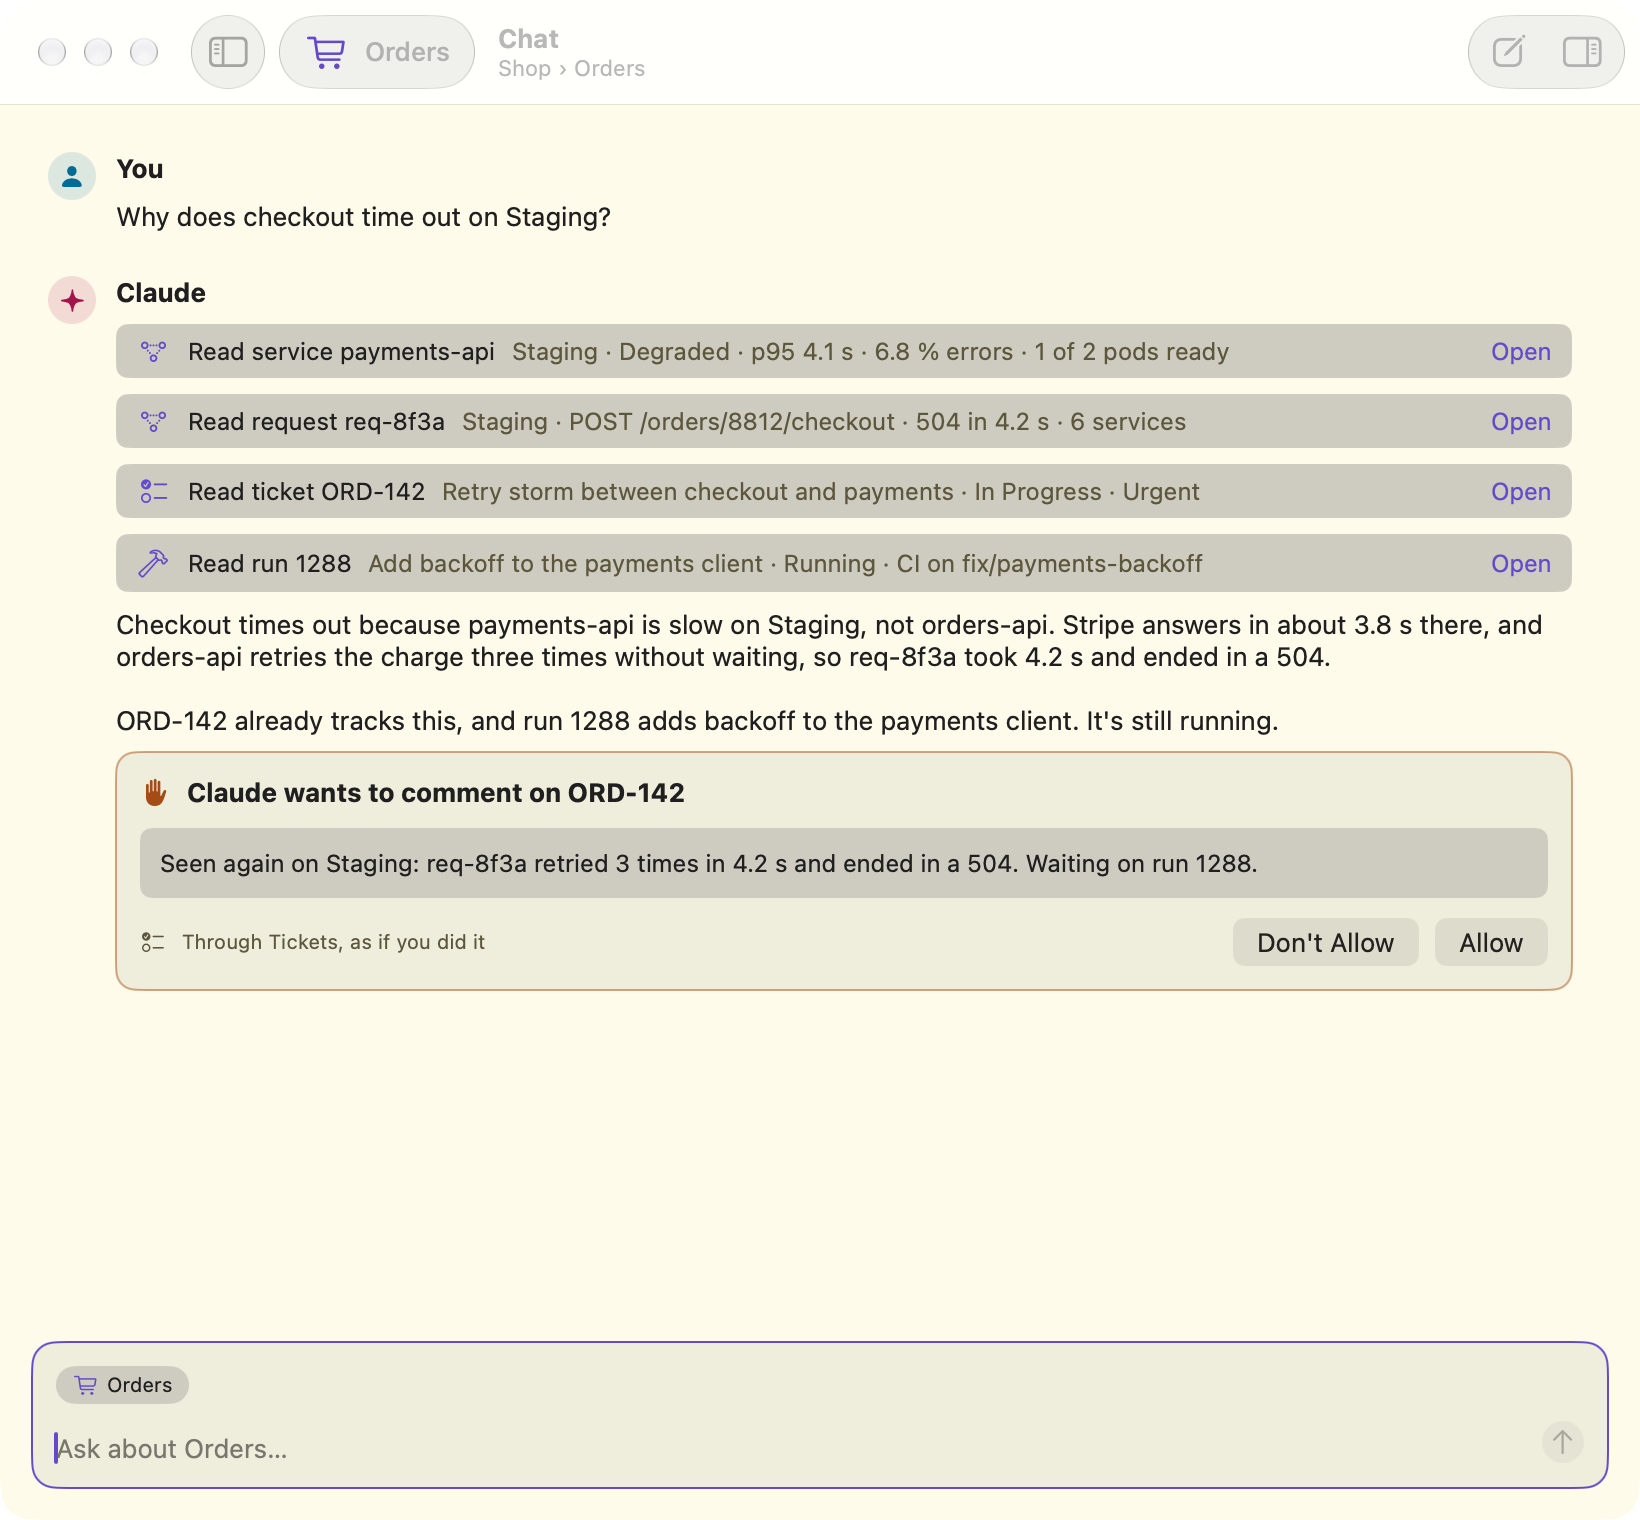 Orders
Chat
Shop › Orders
You
Why does checkout time out on Staging?
Claude
Read service payments-api Staging · Degraded · p95 4.1 s · 6.8 % errors · 1 of 2 pods ready Open
Read request req-8f3a Staging · POST /orders/8812/checkout · 504 in 4.2 s · 6 services Open
Read ticket ORD-142 Retry storm between checkout and payments · In Progress · Urgent Open
Read run 1288 Add backoff to the payments client · Running · CI on fix/payments-backoff Open
Checkout times out because payments-api is slow on Staging, not orders-api. Stripe answers in about 3.8 s there, and
orders-api retries the charge three times without waiting, so req-8f3a took 4.2 s and ended in a 504.
ORD-142 already tracks this, and run 1288 adds backoff to the payments client. It's still running.
Claude wants to comment on ORD-142
Seen again on Staging: req-8f3a retried 3 times in 4.2 s and ended in a 504. Waiting on run 1288.
Through Tickets, as if you did it Don't Allow Allow
Orders
Ask about Orders...